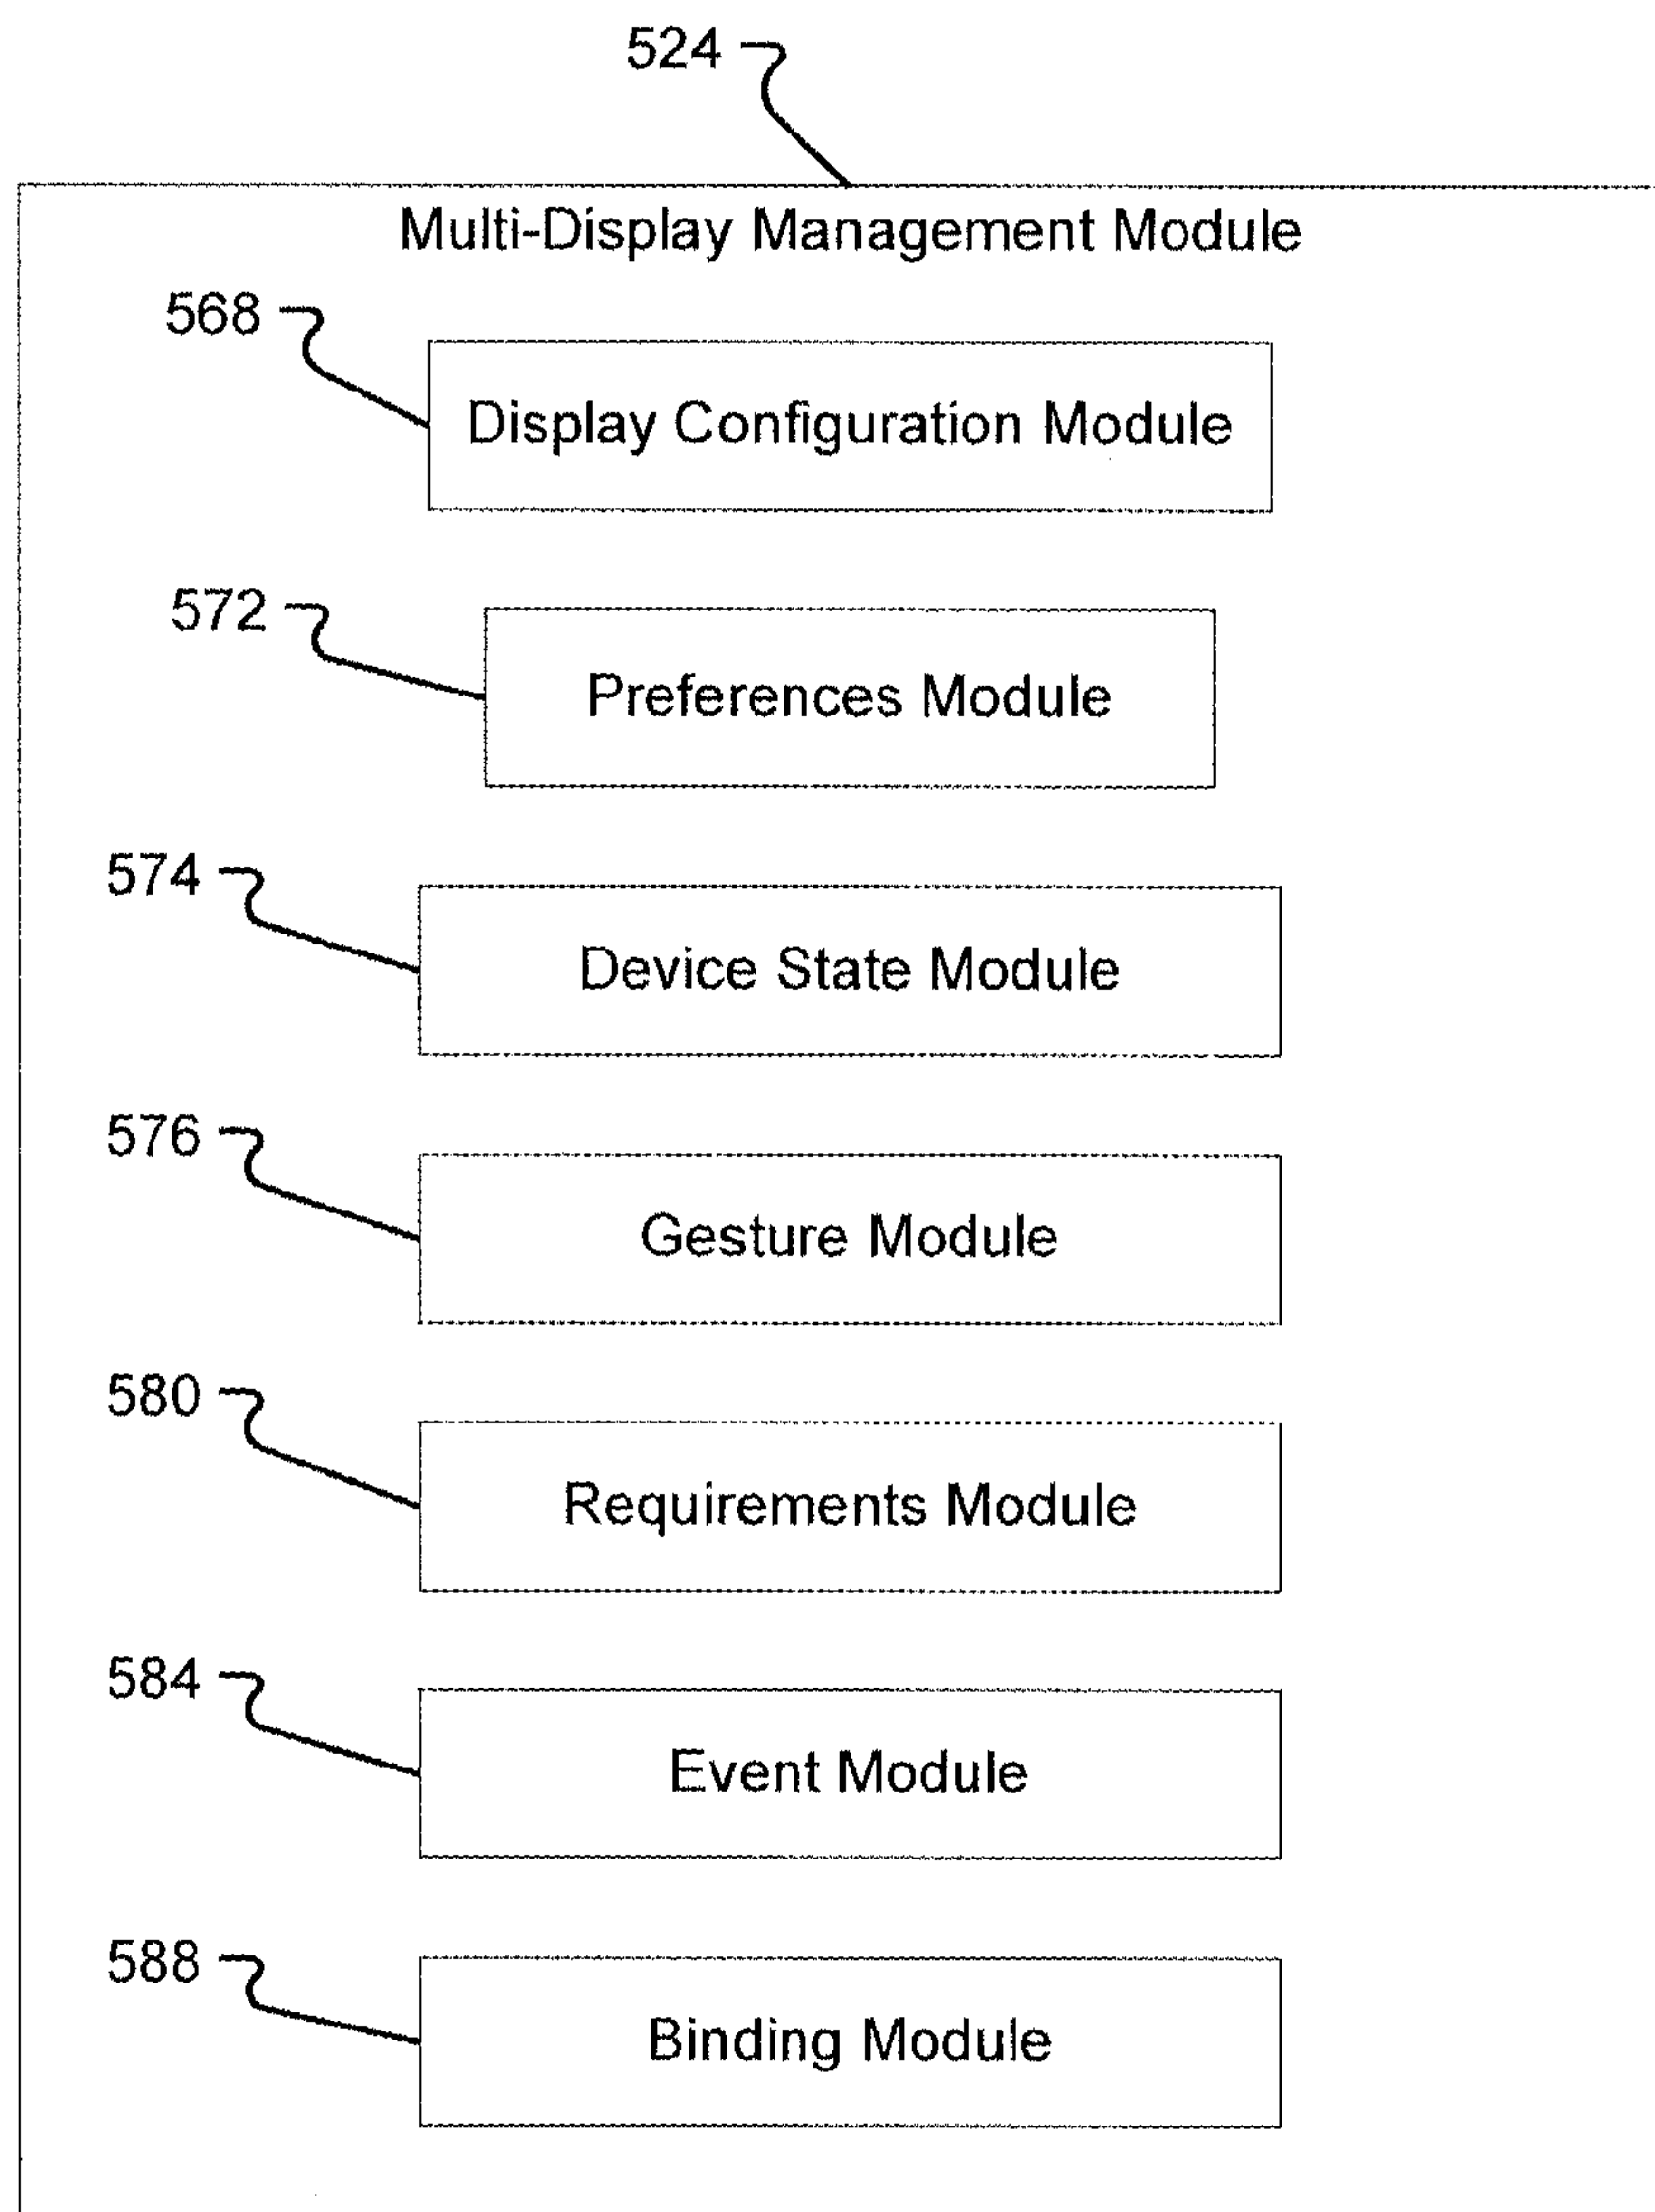 524
Multi-Display Management Module
568
Display Configuration Module
572
Preferences Module
574
Device State Module
576
Gesture Module
580
Requirements Module
584
Event Module
588
Binding Module